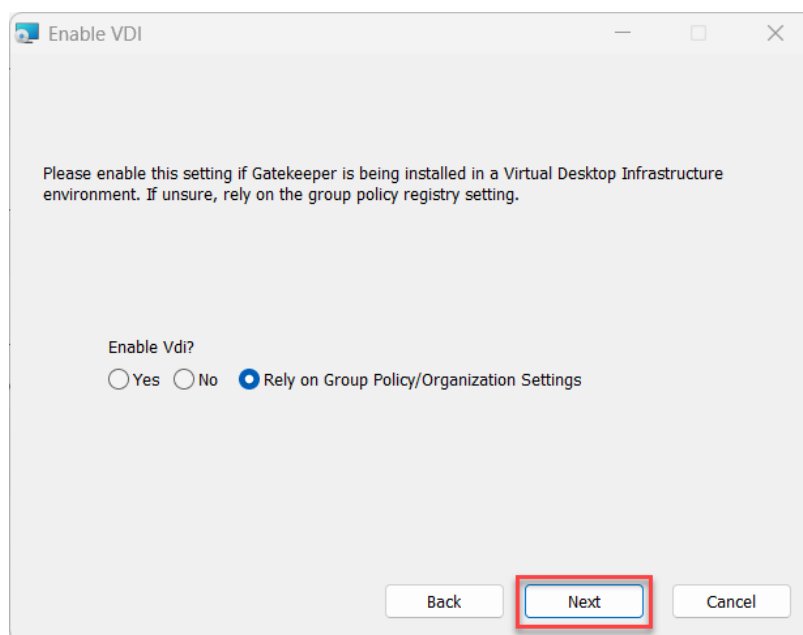 Enable VDI
Please enable this setting if Gatekeeper is being installed in a Virtual Desktop Infrastructure
environment. If unsure, rely on the group policy registry setting.
Enable Vdi?
Yes No Rely on Group Policy/Organization Settings
Back Next Cancel